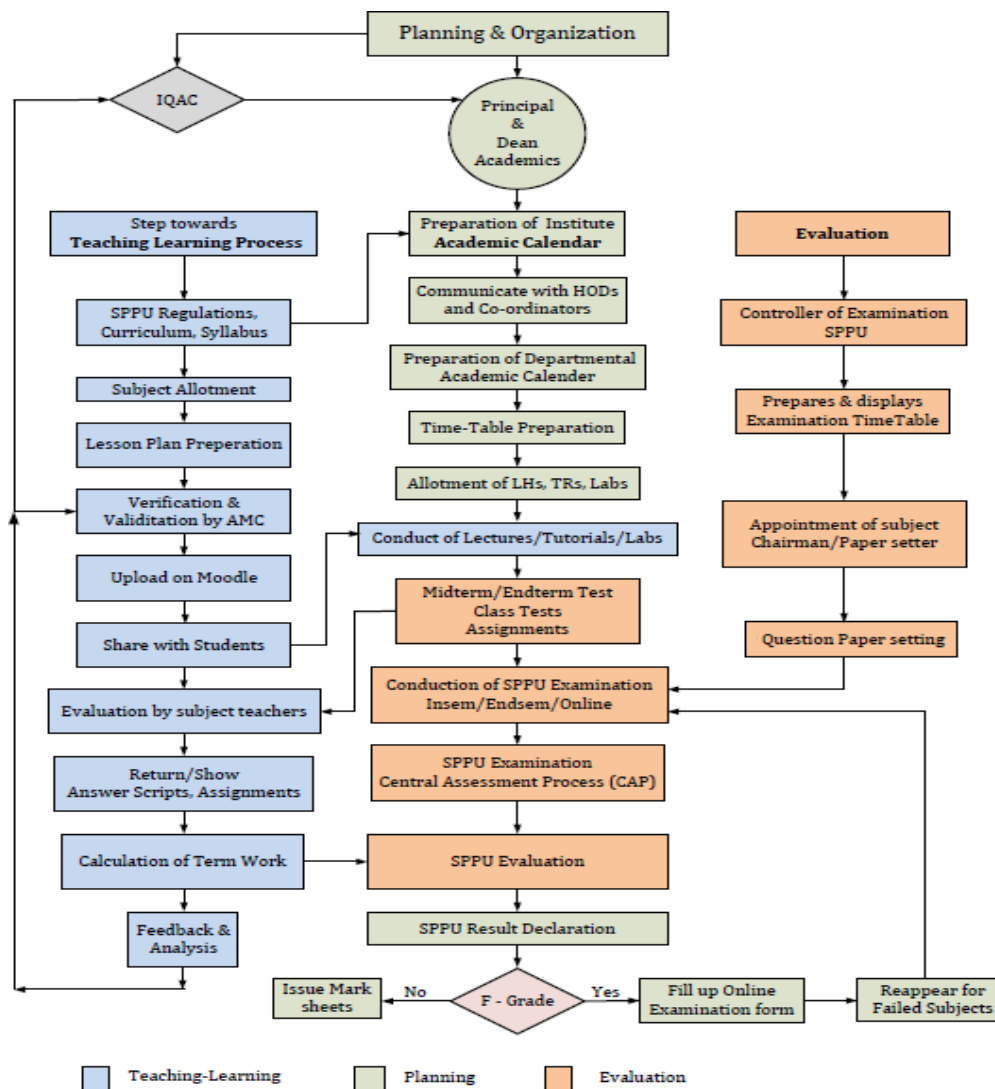 Planning & Organization
IQAC
Principal
&
Dean
Academics
Step towards
Teaching Learning Process
SPPU Regulations,
Curriculum, Syllabus
Subject Allotment
Lesson Plan Preperation
Verification &
Validitation by AMC
Upload on Moodle
Share with Students
Evaluation by subject teachers
Return/Show
Answer Scripts, Assignments
Calculation of Term Work
Feedback &
Analysis
Preparation of Institute
Academic Calendar
Communicate with HODs
and Co-ordinators
Preparation of Departmental
Academic Calender
Time-Table Preparation
Allotment of LHs, TRs, Labs
Conduct of Lectures/Tutorials/Labs
Midterm/Endterm Test
Class Tests
Assignments
Conduction of SPPU Examination
Insem/Endsem/Online
SPPU Examination
Central Assessment Process (CAP)
SPPU Evaluation
SPPU Result Declaration
Evaluation
Controller of Examination
SPPU
Prepares & displays
Examination TimeTable
Appointment of subject
Chairman/Paper setter
Question Paper setting
Issue Mark
sheets
No
F - Grade
Yes
Fill up Online
Examination form
Reappear for
Failed Subjects
Teaching-Learning
Planning
Evaluation